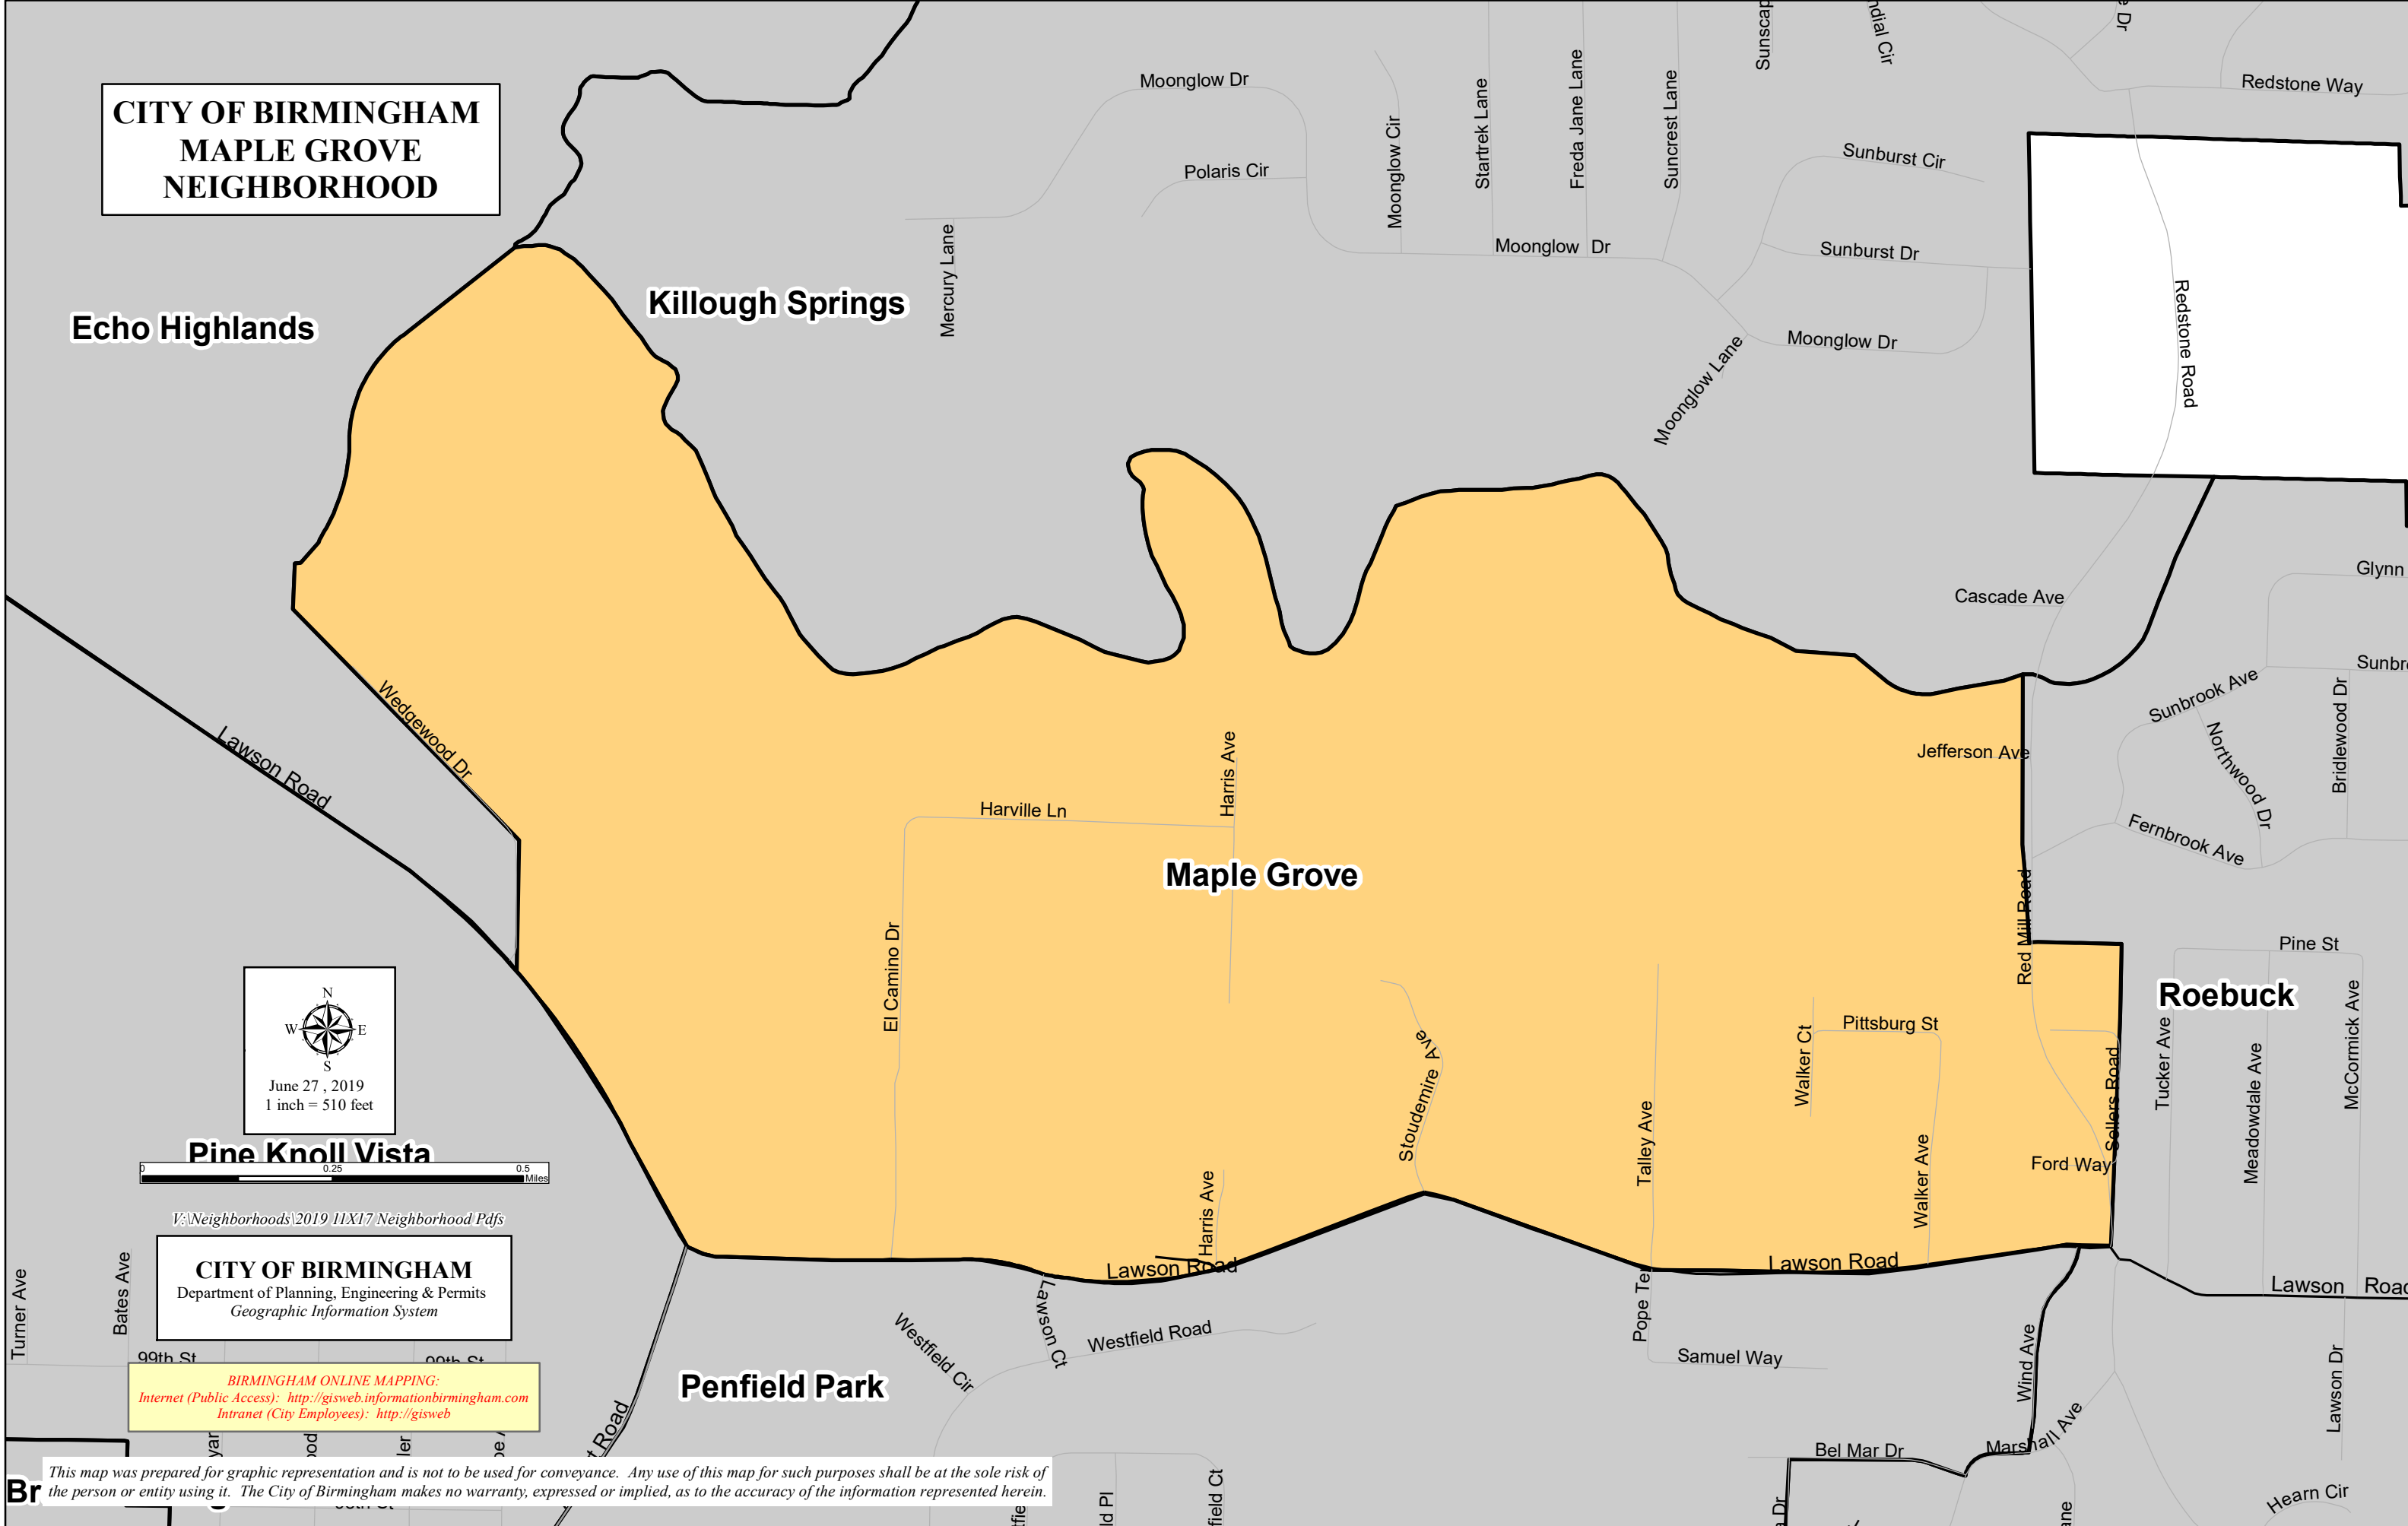 CITY OF BIRMINGHAM
MAPLE GROVE
NEIGHBORHOOD
Moonglow Dr
Polaris Cir
Mercury Lane
Moonglow Cir
Startrek Lane
Freda Jane Lane
Suncrest Lane
Moonglow Dr
Sunburst Cir
Sunburst Dr
Moonglow Dr
Moonglow Lane
Redstone Way
Redstone Road
Echo Highlands
Killough Springs
Cascade Ave
Glynn
Sunbrook Ave
Northwood Dr
Bridlewood Dr
Fernbrook Ave
Jefferson Ave
Wedgewood Dr
Lawson Road
Harville Ln
Harris Ave
Maple Grove
El Camino Dr
Red Mill Road
Pine St
Roebuck
Stoudemire Ave
Talley Ave
Walker Ct
Pittsburg St
Walker Ave
Sellers Road
Ford Way
Tucker Ave
Meadowdale Ave
McCormick Ave
Harris Ave
Lawson Road
Lawson Road
Lawson Road
N
W E
S
June 27 , 2019
1 inch = 510 feet
Pine Knoll Vista
0 0.25 0.5
Miles
V:\Neighborhoods\2019 11X17 Neighborhood Pdfs
CITY OF BIRMINGHAM
Department of Planning, Engineering & Permits
Geographic Information System
Turner Ave
Bates Ave
99th St
99th St
BIRMINGHAM ONLINE MAPPING:
Internet (Public Access): http://gisweb.informationbirmingham.com
Intranet (City Employees): http://gisweb
Westfield Cir
Lawson Ct
Westfield Road
Penfield Park
Samuel Way
Wind Ave
Marshall Ave
Bel Mar Dr
Lawson Dr
Hearn Cir
This map was prepared for graphic representation and is not to be used for conveyance. Any use of this map for such purposes shall be at the sole risk of
the person or entity using it. The City of Birmingham makes no warranty, expressed or implied, as to the accuracy of the information represented herein.